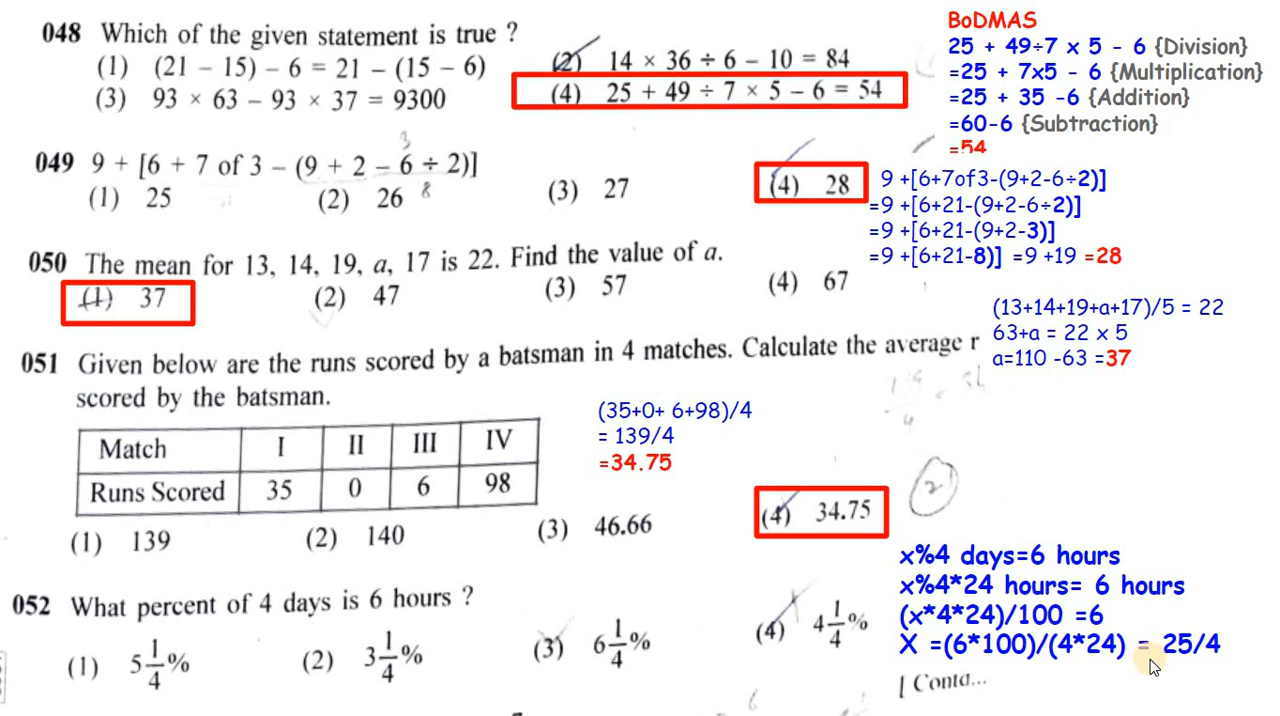 048 Which of the given statement is true ?
(1) (21 − 15) − 6 = 21 − (15 − 6)
(2) 14 × 36 ÷ 6 − 10 = 84
(3) 93 × 63 − 93 × 37 = 9300
(4) 25 + 49 ÷ 7 × 5 − 6 = 54
BoDMAS
25 + 49÷7 x 5 - 6 {Division}
=25 + 7x5 - 6 {Multiplication}
=25 + 35 -6 {Addition}
=60-6 {Subtraction}
=54
3
049 9 + [6 + 7 of 3 − (9 + 2 − 6 ÷ 2)]
8
(1) 25
(2) 26
(3) 27
(4) 28
9 +[6+7of3-(9+2-6÷2)]
=9 +[6+21-(9+2-6÷2)]
=9 +[6+21-(9+2-3)]
=9 +[6+21-8)] =9 +19 =28
050 The mean for 13, 14, 19, a, 17 is 22. Find the value of a.
(1) 37
(2) 47
(3) 57
(4) 67
(13+14+19+a+17)/5 = 22
63+a = 22 x 5
a=110 -63 =37
051 Given below are the runs scored by a batsman in 4 matches. Calculate the average r
scored by the batsman.
Match I II III IV
Runs Scored 35 0 6 98
(35+0+ 6+98)/4
= 139/4
=34.75
2
(1) 139
(2) 140
(3) 46.66
(4) 34.75
052 What percent of 4 days is 6 hours ?
(1) 5 1/4 %
(2) 3 1/4 %
(3) 6 1/4 %
(4) 4 1/4 %
x%4 days=6 hours
x%4*24 hours= 6 hours
(x*4*24)/100 =6
X =(6*100)/(4*24) = 25/4
[ Contd...